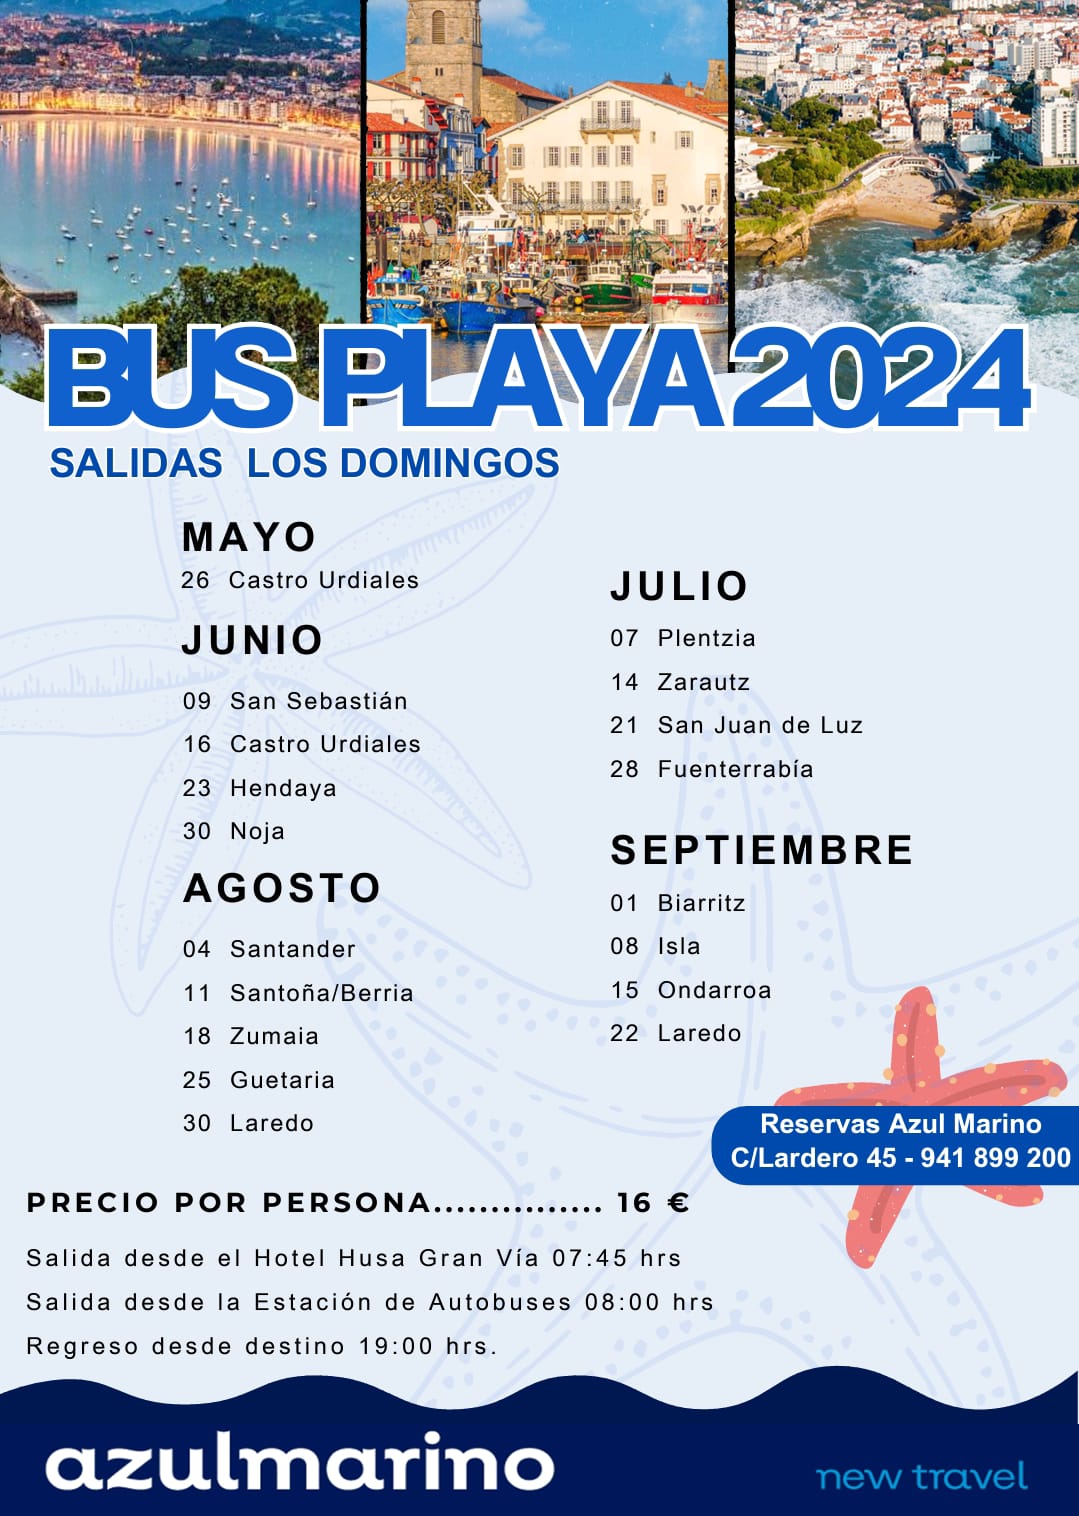 BUS PLAYA 2024
SALIDAS LOS DOMINGOS
MAYO
26 Castro Urdiales
JUNIO
09 San Sebastián
16 Castro Urdiales
23 Hendaya
30 Noja
AGOSTO
04 Santander
11 Santoña/Berria
18 Zumaia
25 Guetaria
30 Laredo
JULIO
07 Plentzia
14 Zarautz
21 San Juan de Luz
28 Fuenterrabía
SEPTIEMBRE
01 Biarritz
08 Isla
15 Ondarroa
22 Laredo
Reservas Azul Marino
C/Lardero 45 - 941 899 200
PRECIO POR PERSONA............... 16 €
Salida desde el Hotel Husa Gran Vía 07:45 hrs
Salida desde la Estación de Autobuses 08:00 hrs
Regreso desde destino 19:00 hrs.
azulmarino
new travel